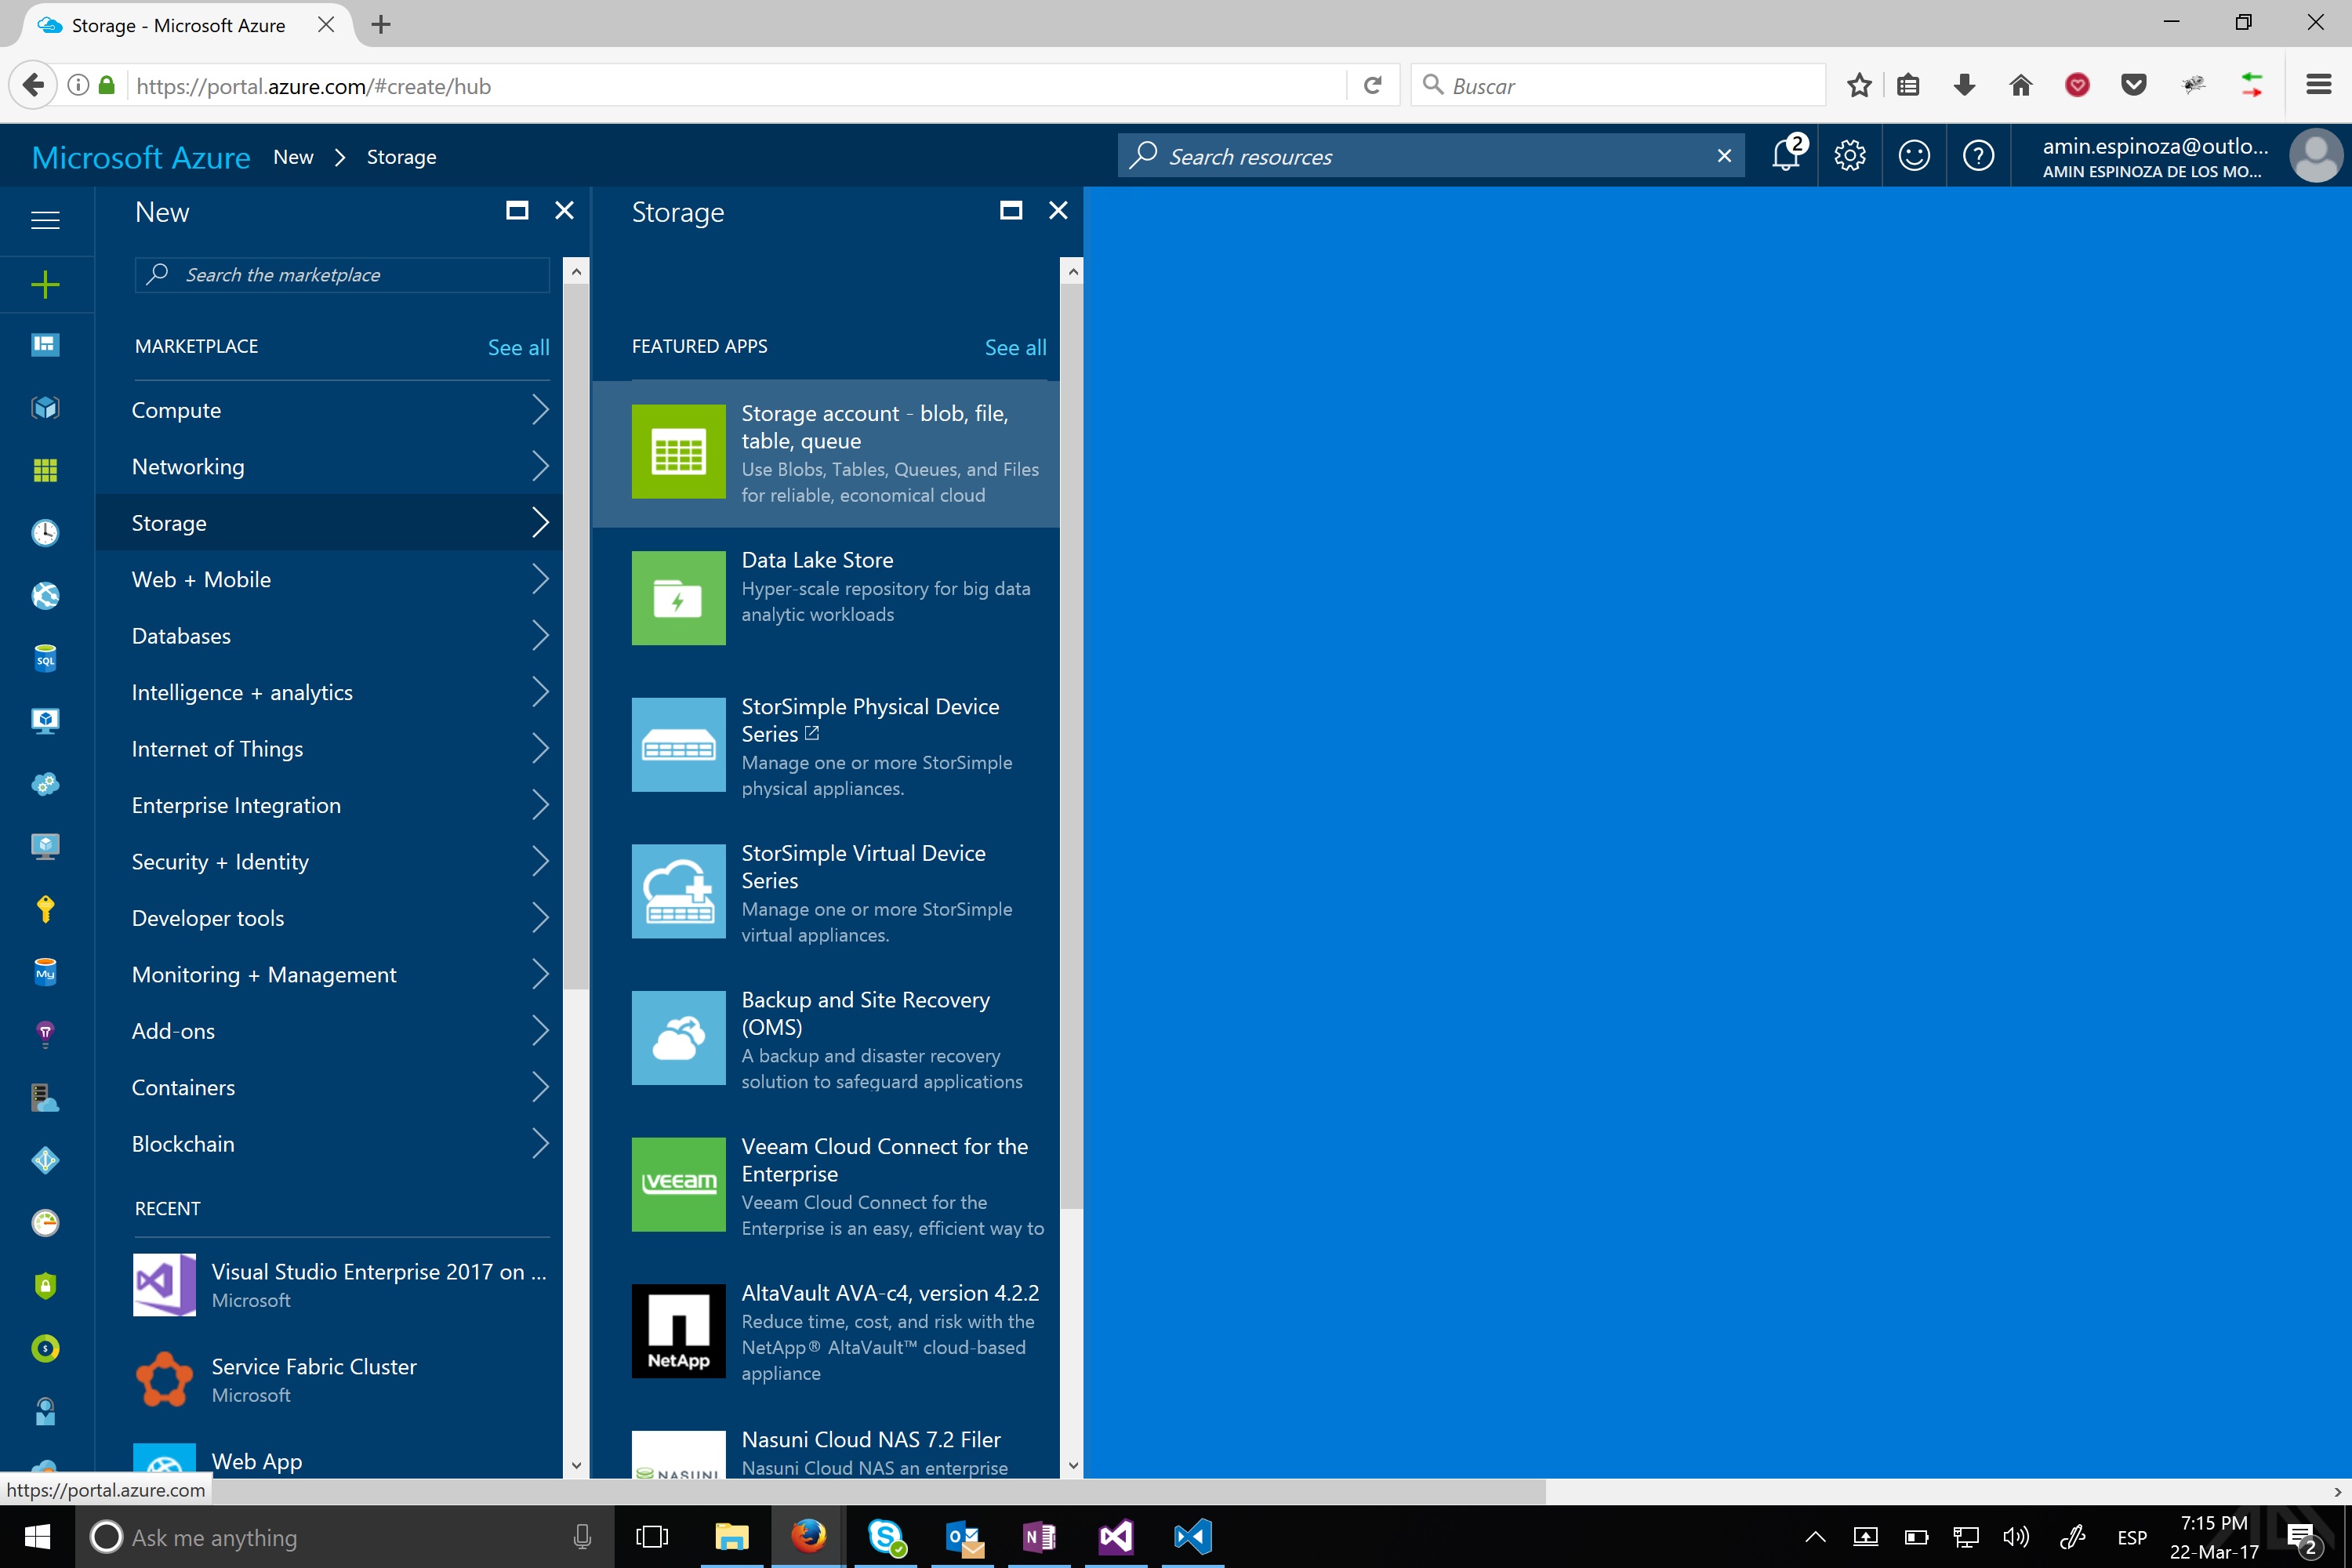 Storage - Microsoft Azure
https://portal.azure.com/#create/hub
Buscar
Microsoft Azure
New
Storage
Search resources
2
amin.espinoza@outlo...
AMIN ESPINOZA DE LOS MO...
New
Search the marketplace
MARKETPLACE
See all
Compute
Networking
Storage
Web + Mobile
Databases
Intelligence + analytics
Internet of Things
Enterprise Integration
Security + Identity
Developer tools
Monitoring + Management
Add-ons
Containers
Blockchain
RECENT
Visual Studio Enterprise 2017 on ...
Microsoft
Service Fabric Cluster
Microsoft
Web App
SQL
My
Storage
FEATURED APPS
See all
Storage account - blob, file,
table, queue
Use Blobs, Tables, Queues, and Files
for reliable, economical cloud
Data Lake Store
Hyper-scale repository for big data
analytic workloads
StorSimple Physical Device
Series
Manage one or more StorSimple
physical appliances.
StorSimple Virtual Device
Series
Manage one or more StorSimple
virtual appliances.
Backup and Site Recovery
(OMS)
A backup and disaster recovery
solution to safeguard applications
veeam
Veeam Cloud Connect for the
Enterprise
Veeam Cloud Connect for the
Enterprise is an easy, efficient way to
NetApp
AltaVault AVA-c4, version 4.2.2
Reduce time, cost, and risk with the
NetApp® AltaVault™ cloud-based
appliance
NASUNI
Nasuni Cloud NAS 7.2 Filer
Nasuni Cloud NAS an enterprise
https://portal.azure.com
Ask me anything
ESP
7:15 PM
22-Mar-17
2